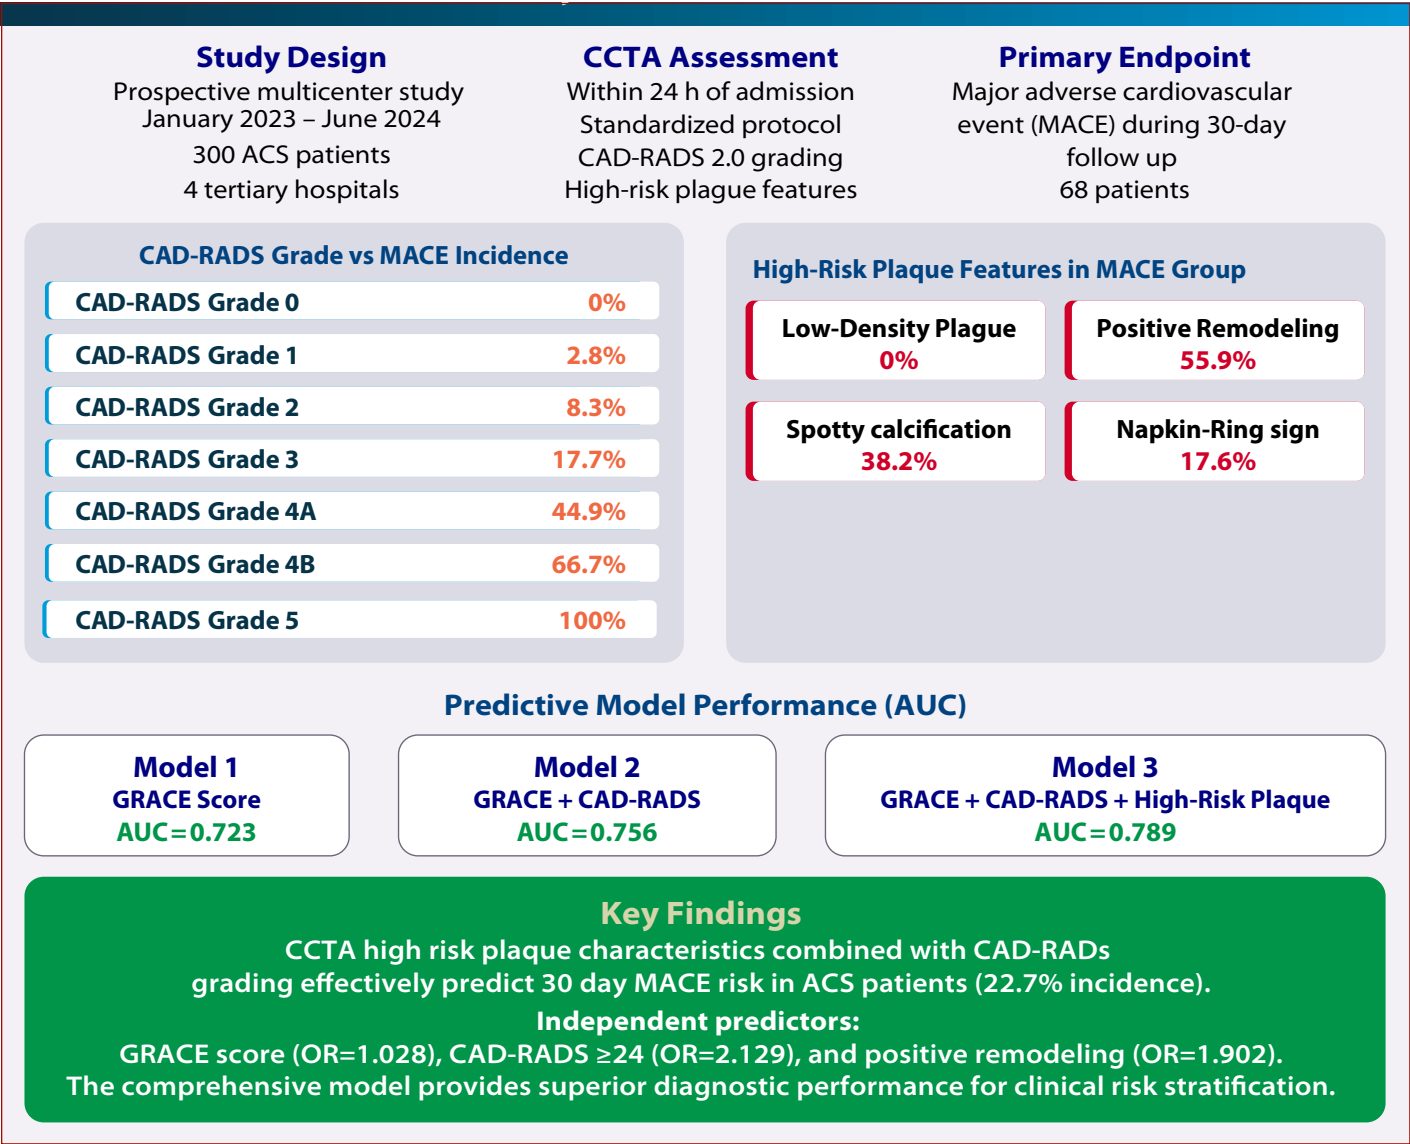 Study Design
Prospective multicenter study
January 2023 – June 2024
300 ACS patients
4 tertiary hospitals
CCTA Assessment
Within 24 h of admission
Standardized protocol
CAD-RADS 2.0 grading
High-risk plague features
Primary Endpoint
Major adverse cardiovascular
event (MACE) during 30-day
follow up
68 patients
CAD-RADS Grade vs MACE Incidence
CAD-RADS Grade 0 0%
CAD-RADS Grade 1 2.8%
CAD-RADS Grade 2 8.3%
CAD-RADS Grade 3 17.7%
CAD-RADS Grade 4A 44.9%
CAD-RADS Grade 4B 66.7%
CAD-RADS Grade 5 100%
High-Risk Plaque Features in MACE Group
Low-Density Plague
0%
Positive Remodeling
55.9%
Spotty calcification
38.2%
Napkin-Ring sign
17.6%
Predictive Model Performance (AUC)
Model 1
GRACE Score
AUC=0.723
Model 2
GRACE + CAD-RADS
AUC=0.756
Model 3
GRACE + CAD-RADS + High-Risk Plaque
AUC=0.789
Key Findings
CCTA high risk plaque characteristics combined with CAD-RADs
grading effectively predict 30 day MACE risk in ACS patients (22.7% incidence).
Independent predictors:
GRACE score (OR=1.028), CAD-RADS ≥24 (OR=2.129), and positive remodeling (OR=1.902).
The comprehensive model provides superior diagnostic performance for clinical risk stratification.